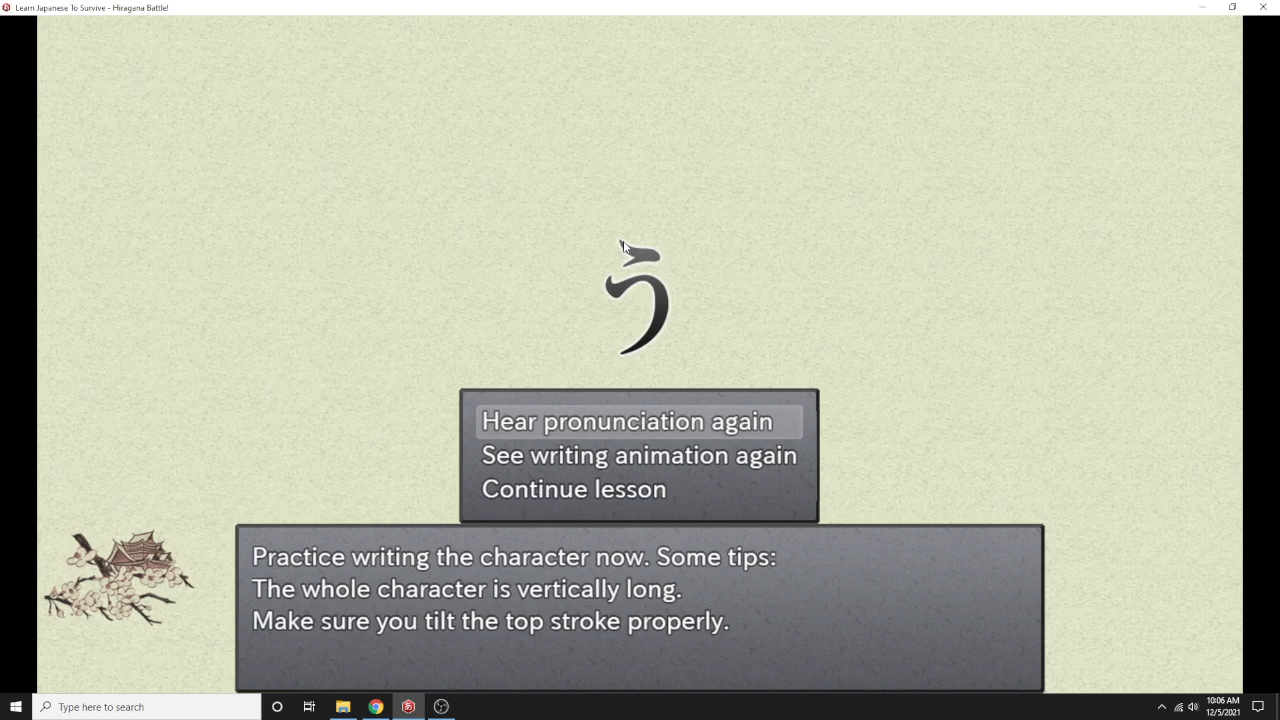 Learn Japanese To Survive - Hiragana Battle!
う
Hear pronunciation again
See writing animation again
Continue lesson
Practice writing the character now. Some tips:
The whole character is vertically long.
Make sure you tilt the top stroke properly.
Type here to search
10:06 AM
12/5/2021